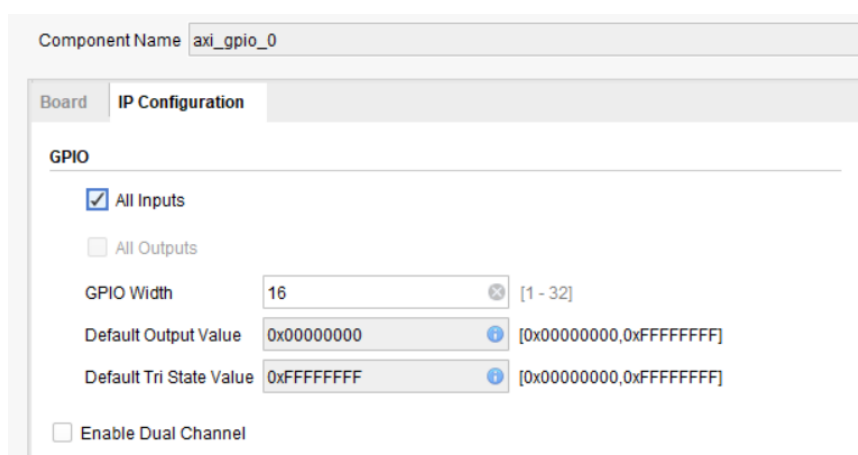 Component Name axi_gpio_0
Board IP Configuration
GPIO
All Inputs
All Outputs
GPIO Width 16 [1 - 32]
Default Output Value 0x00000000 [0x00000000,0xFFFFFFFF]
Default Tri State Value 0xFFFFFFFF [0x00000000,0xFFFFFFFF]
Enable Dual Channel